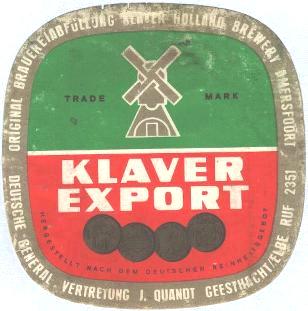 ORIGINAL BRAUEREIABFÜLLUNG KLAVER HOLLAND BREWERY AMERSFOORT
TRADE MARK
KLAVER
EXPORT
HERGESTELLT NACH DEM DEUTSCHEN REINHEITSGEBOT
DEUTSCHE GENERAL-VERTRETUNG J. QUANDT GEESTHACHT/ELBE RUF 2351